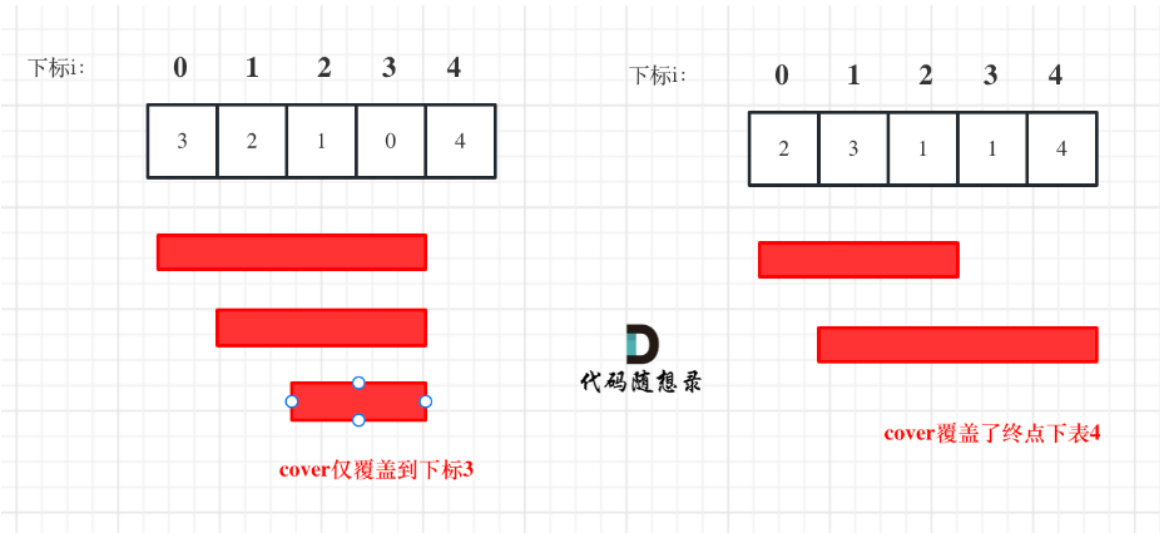 下标i:
0 1 2 3 4
3 2 1 0 4
cover仅覆盖到下标3
下标i:
0 1 2 3 4
2 3 1 1 4
cover覆盖了终点下表4
代码随想录